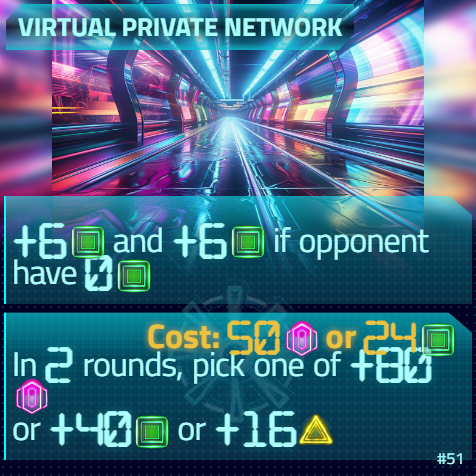 VIRTUAL PRIVATE NETWORK
+6 and +6 if opponent
have 0
Cost: 50 or 24
In 2 rounds, pick one of +80
or +40 or +16
#51